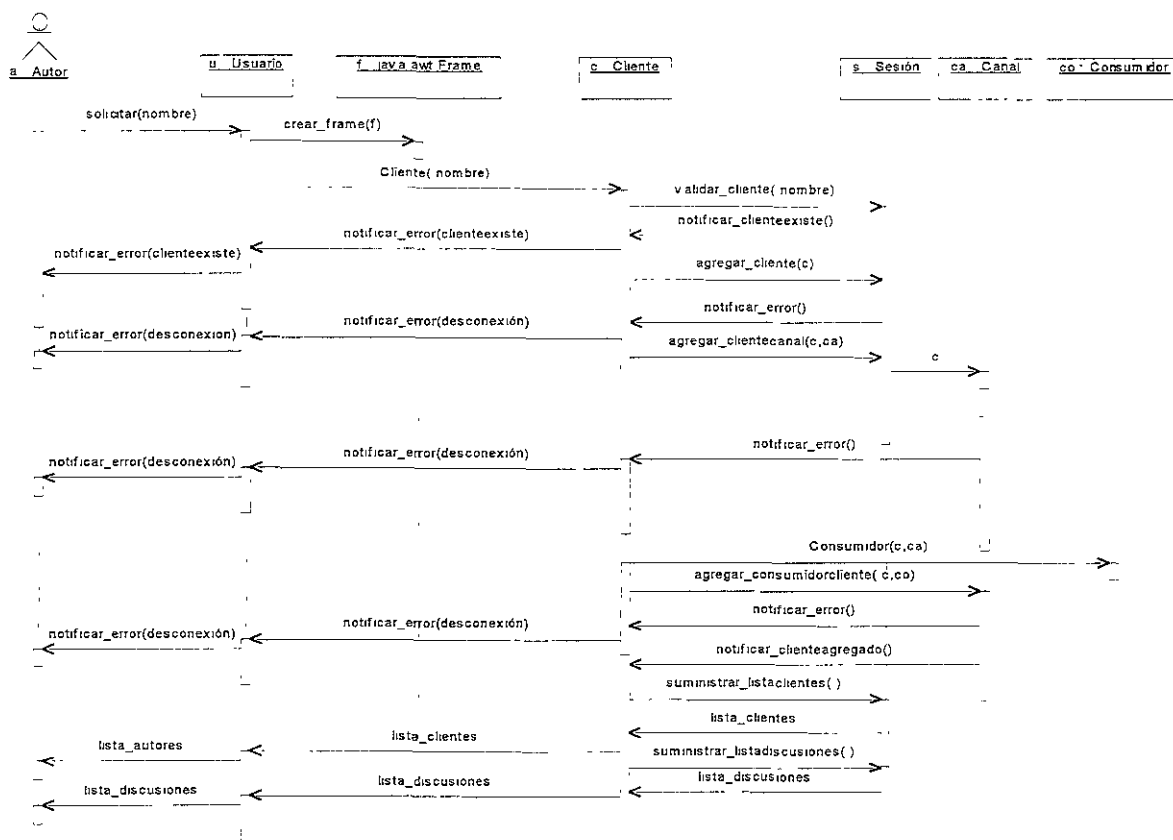 a Autor
u Usuario
f java awt Frame
c Cliente
s Sesión
ca Canal
co: Consumidor
solicitar(nombre)
crear_frame(f)
Cliente( nombre)
validar_cliente( nombre)
notificar_clienteexiste()
notificar_error(clienteexiste)
notificar_error(clienteexiste)
agregar_cliente(c)
notificar_error()
notificar_error(desconexión)
notificar_error(desconexion)
agregar_clientecanal(c,ca)
c
notificar_error()
notificar_error(desconexión)
notificar_error(desconexión)
Consumidor(c,ca)
agregar_consumidorcliente( c,co)
notificar_error()
notificar_error(desconexión)
notificar_error(desconexión)
notificar_clienteagregado()
suministrar_listaclientes( )
lista_clientes
lista_clientes
lista_autores
suministrar_listadiscusiones( )
lista_discusiones
lista_discusiones
lista_discusiones